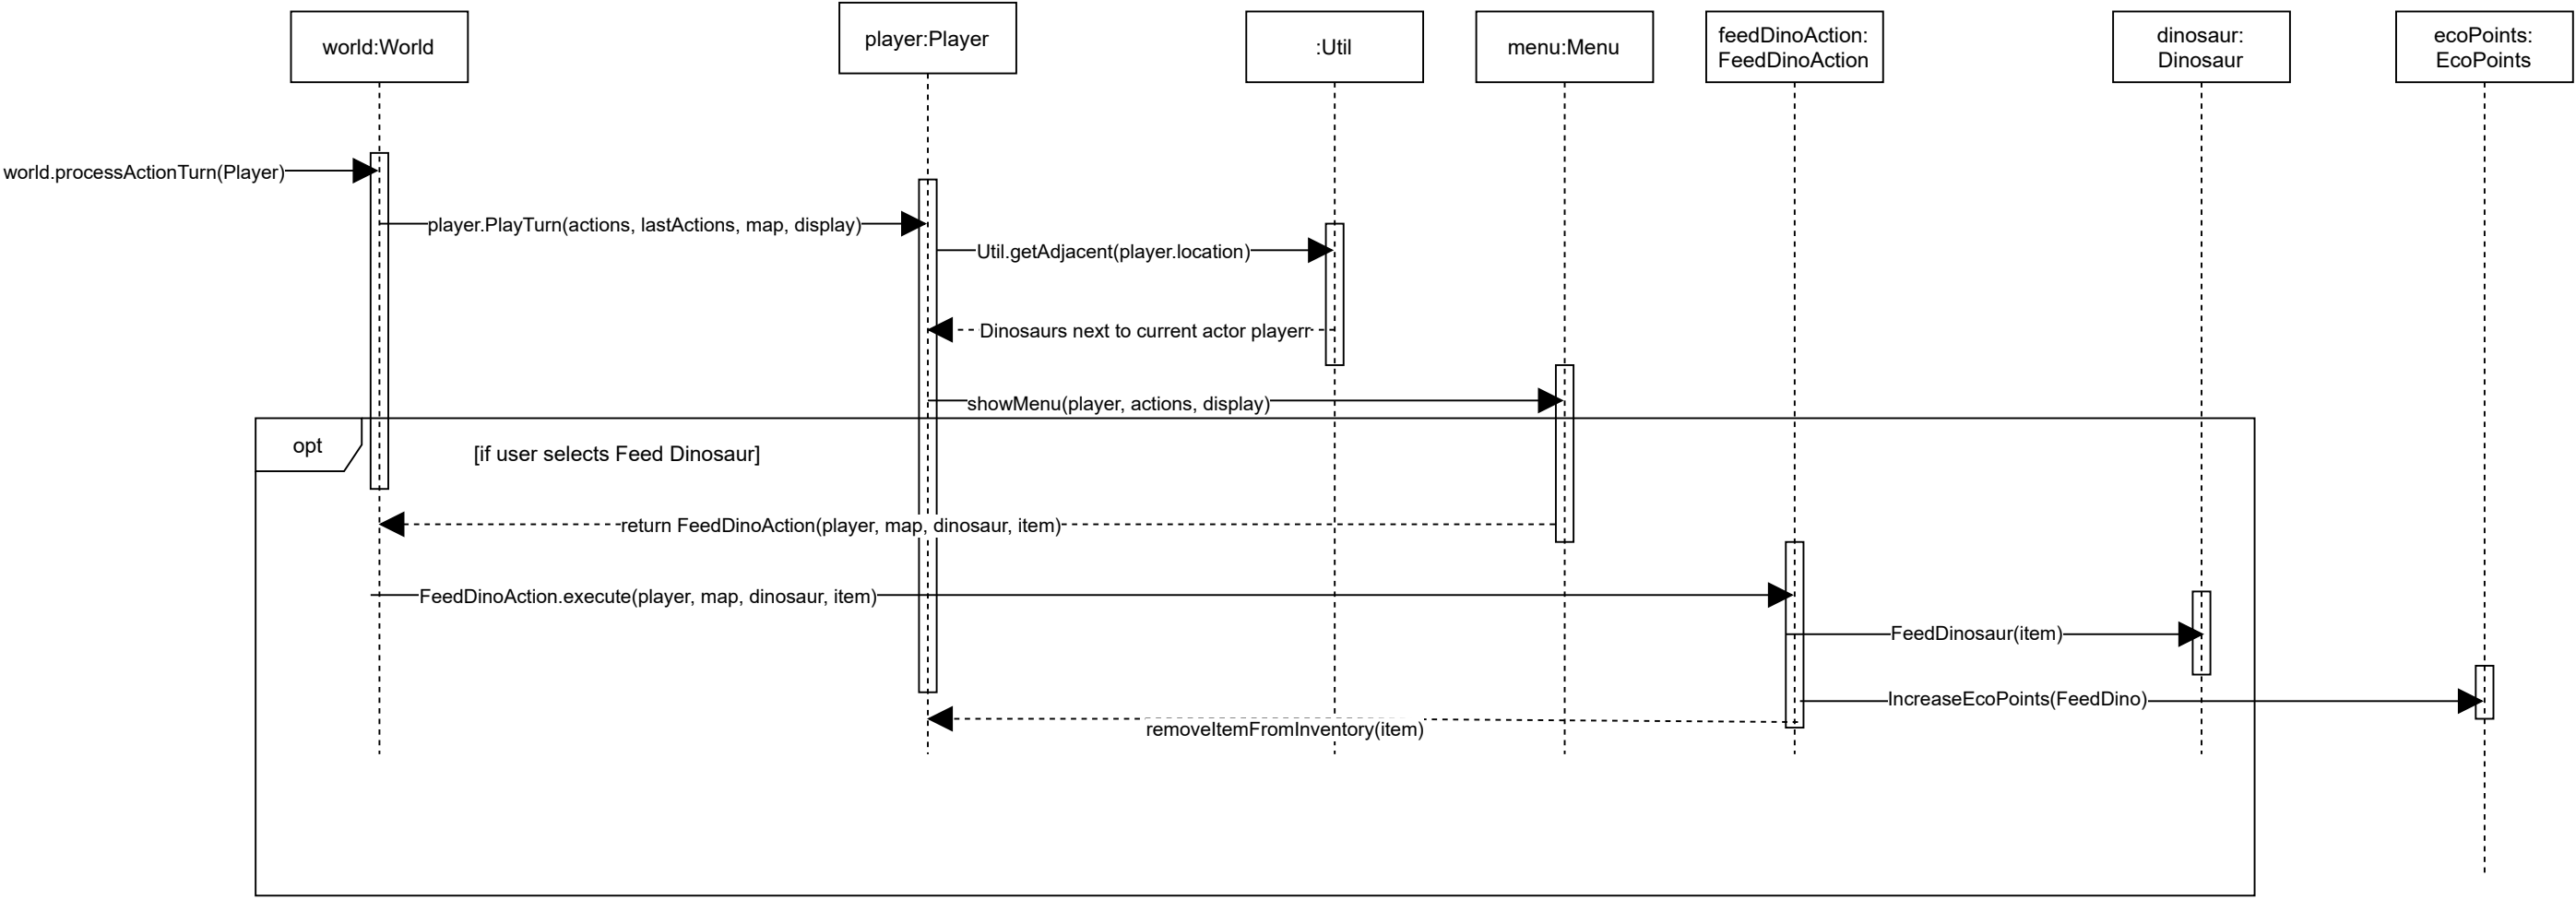 world:World
player:Player
:Util
menu:Menu
feedDinoAction:
FeedDinoAction
dinosaur:
Dinosaur
ecoPoints:
EcoPoints
world.processActionTurn(Player)
player.PlayTurn(actions, lastActions, map, display)
Util.getAdjacent(player.location)
Dinosaurs next to current actor playerr
showMenu(player, actions, display)
opt
[if user selects Feed Dinosaur]
return FeedDinoAction(player, map, dinosaur, item)
FeedDinoAction.execute(player, map, dinosaur, item)
FeedDinosaur(item)
IncreaseEcoPoints(FeedDino)
removeItemFromInventory(item)